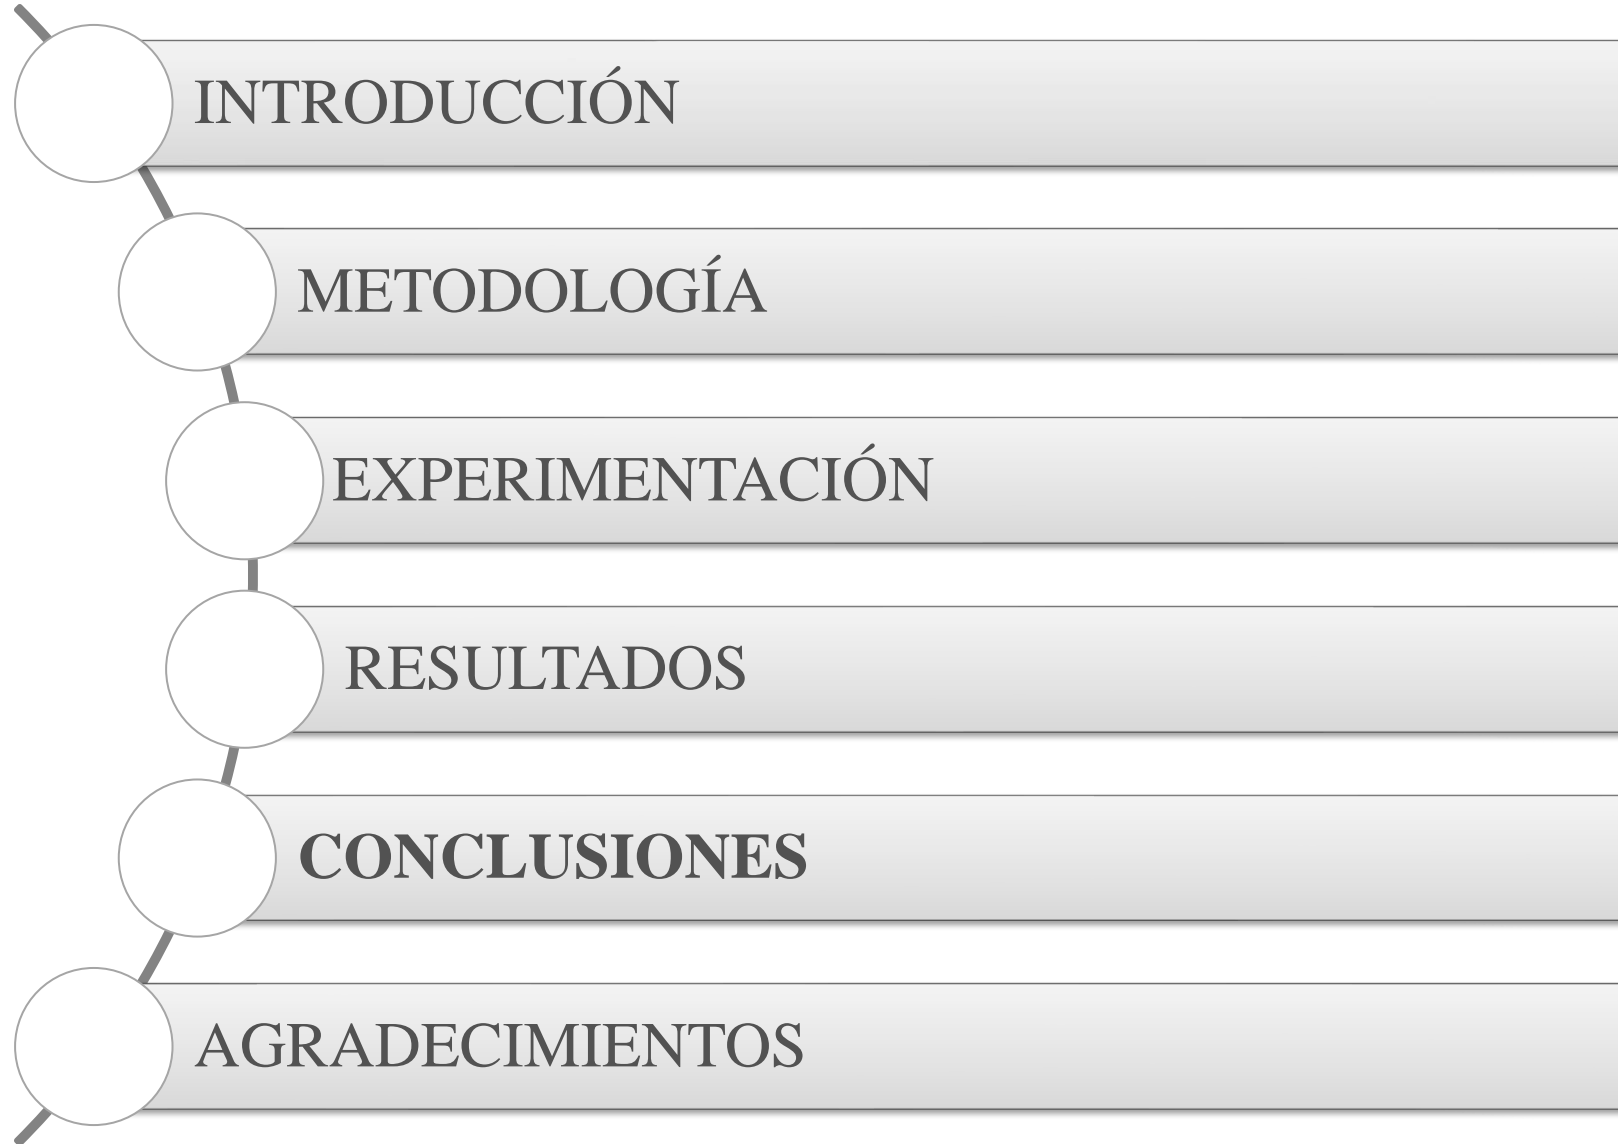 INTRODUCCIÓN
METODOLOGÍA
EXPERIMENTACIÓN
RESULTADOS
CONCLUSIONES
AGRADECIMIENTOS